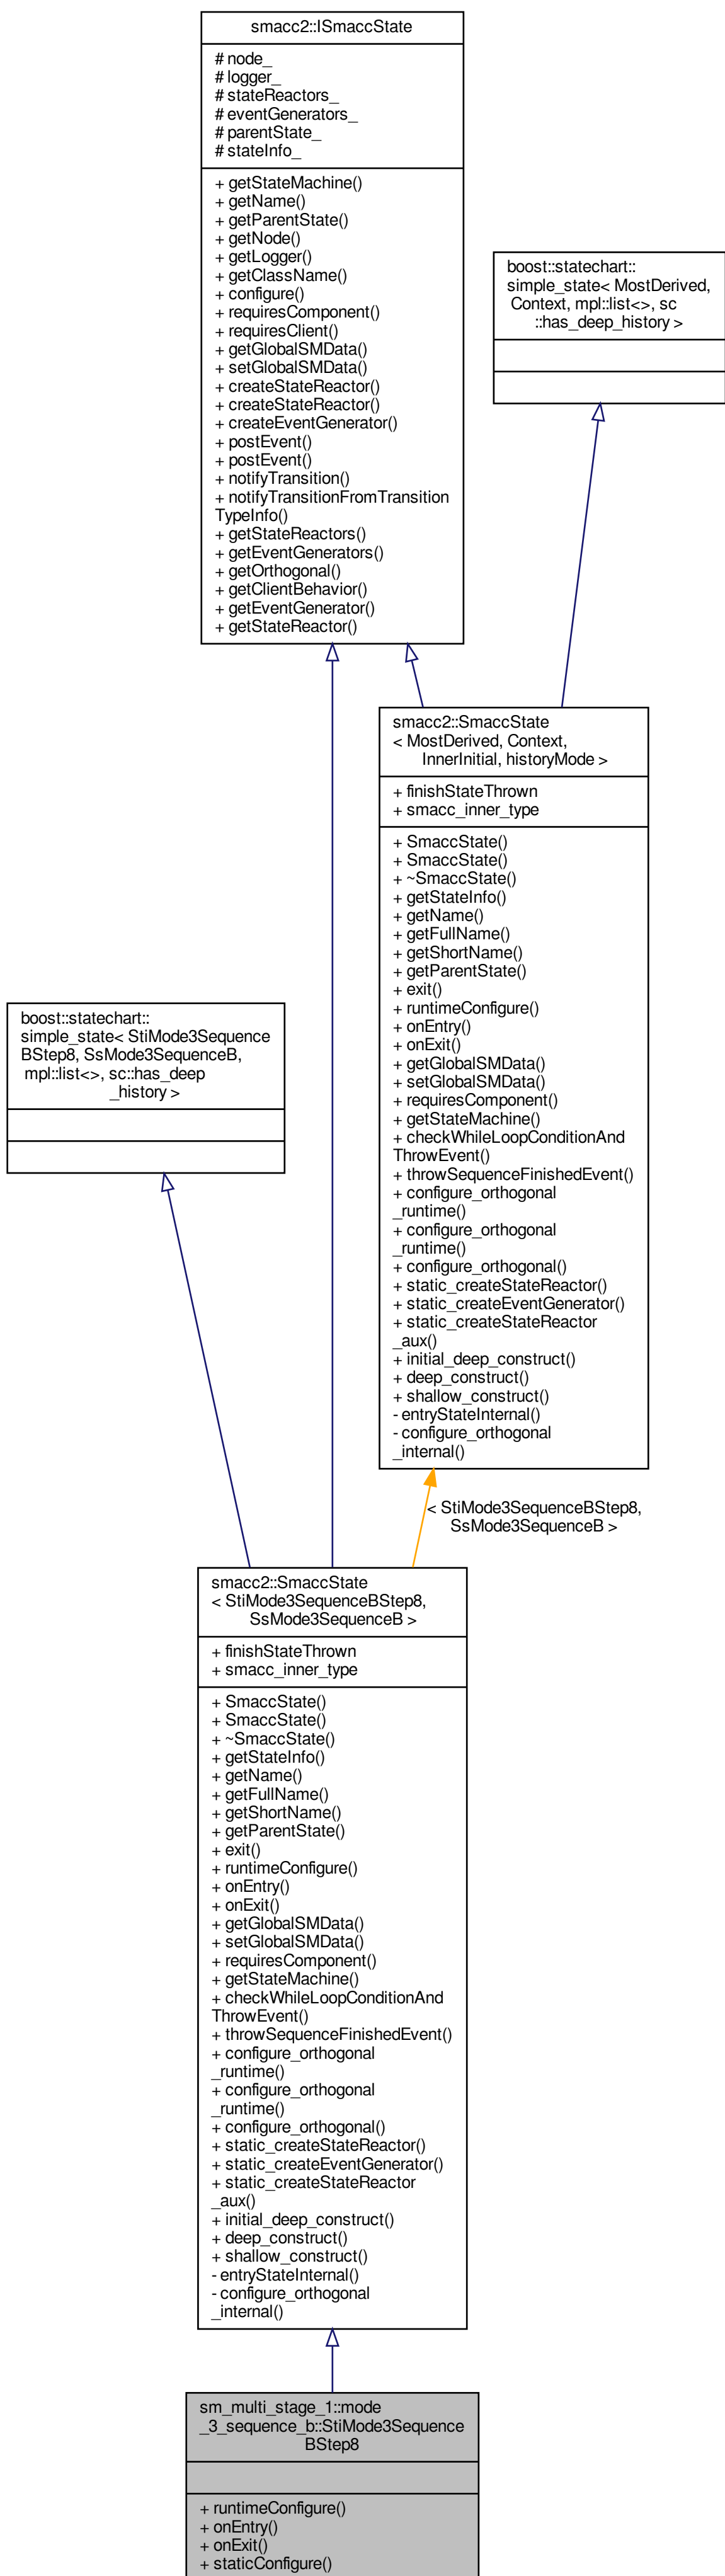 smacc2::ISmaccState
# node_
# logger_
# stateReactors_
# eventGenerators_
# parentState_
# stateInfo_
+ getStateMachine()
+ getName()
+ getParentState()
+ getNode()
+ getLogger()
+ getClassName()
+ configure()
+ requiresComponent()
+ requiresClient()
+ getGlobalSMData()
+ setGlobalSMData()
+ createStateReactor()
+ createStateReactor()
+ createEventGenerator()
+ postEvent()
+ postEvent()
+ notifyTransition()
+ notifyTransitionFromTransition
TypeInfo()
+ getStateReactors()
+ getEventGenerators()
+ getOrthogonal()
+ getClientBehavior()
+ getEventGenerator()
+ getStateReactor()
boost::statechart::
simple_state< MostDerived,
Context, mpl::list<>, sc
::has_deep_history >
smacc2::SmaccState
< MostDerived, Context,
InnerInitial, historyMode >
+ finishStateThrown
+ smacc_inner_type
+ SmaccState()
+ SmaccState()
+ ~SmaccState()
+ getStateInfo()
+ getName()
+ getFullName()
+ getShortName()
+ getParentState()
+ exit()
+ runtimeConfigure()
+ onEntry()
+ onExit()
+ getGlobalSMData()
+ setGlobalSMData()
+ requiresComponent()
+ getStateMachine()
+ checkWhileLoopConditionAnd
ThrowEvent()
+ throwSequenceFinishedEvent()
+ configure_orthogonal
_runtime()
+ configure_orthogonal
_runtime()
+ configure_orthogonal()
+ static_createStateReactor()
+ static_createEventGenerator()
+ static_createStateReactor
_aux()
+ initial_deep_construct()
+ deep_construct()
+ shallow_construct()
- entryStateInternal()
- configure_orthogonal
_internal()
boost::statechart::
simple_state< StiMode3Sequence
BStep8, SsMode3SequenceB,
mpl::list<>, sc::has_deep
_history >
< StiMode3SequenceBStep8,
SsMode3SequenceB >
smacc2::SmaccState
< StiMode3SequenceBStep8,
SsMode3SequenceB >
+ finishStateThrown
+ smacc_inner_type
+ SmaccState()
+ SmaccState()
+ ~SmaccState()
+ getStateInfo()
+ getName()
+ getFullName()
+ getShortName()
+ getParentState()
+ exit()
+ runtimeConfigure()
+ onEntry()
+ onExit()
+ getGlobalSMData()
+ setGlobalSMData()
+ requiresComponent()
+ getStateMachine()
+ checkWhileLoopConditionAnd
ThrowEvent()
+ throwSequenceFinishedEvent()
+ configure_orthogonal
_runtime()
+ configure_orthogonal
_runtime()
+ configure_orthogonal()
+ static_createStateReactor()
+ static_createEventGenerator()
+ static_createStateReactor
_aux()
+ initial_deep_construct()
+ deep_construct()
+ shallow_construct()
- entryStateInternal()
- configure_orthogonal
_internal()
sm_multi_stage_1::mode
_3_sequence_b::StiMode3Sequence
BStep8
+ runtimeConfigure()
+ onEntry()
+ onExit()
+ staticConfigure()